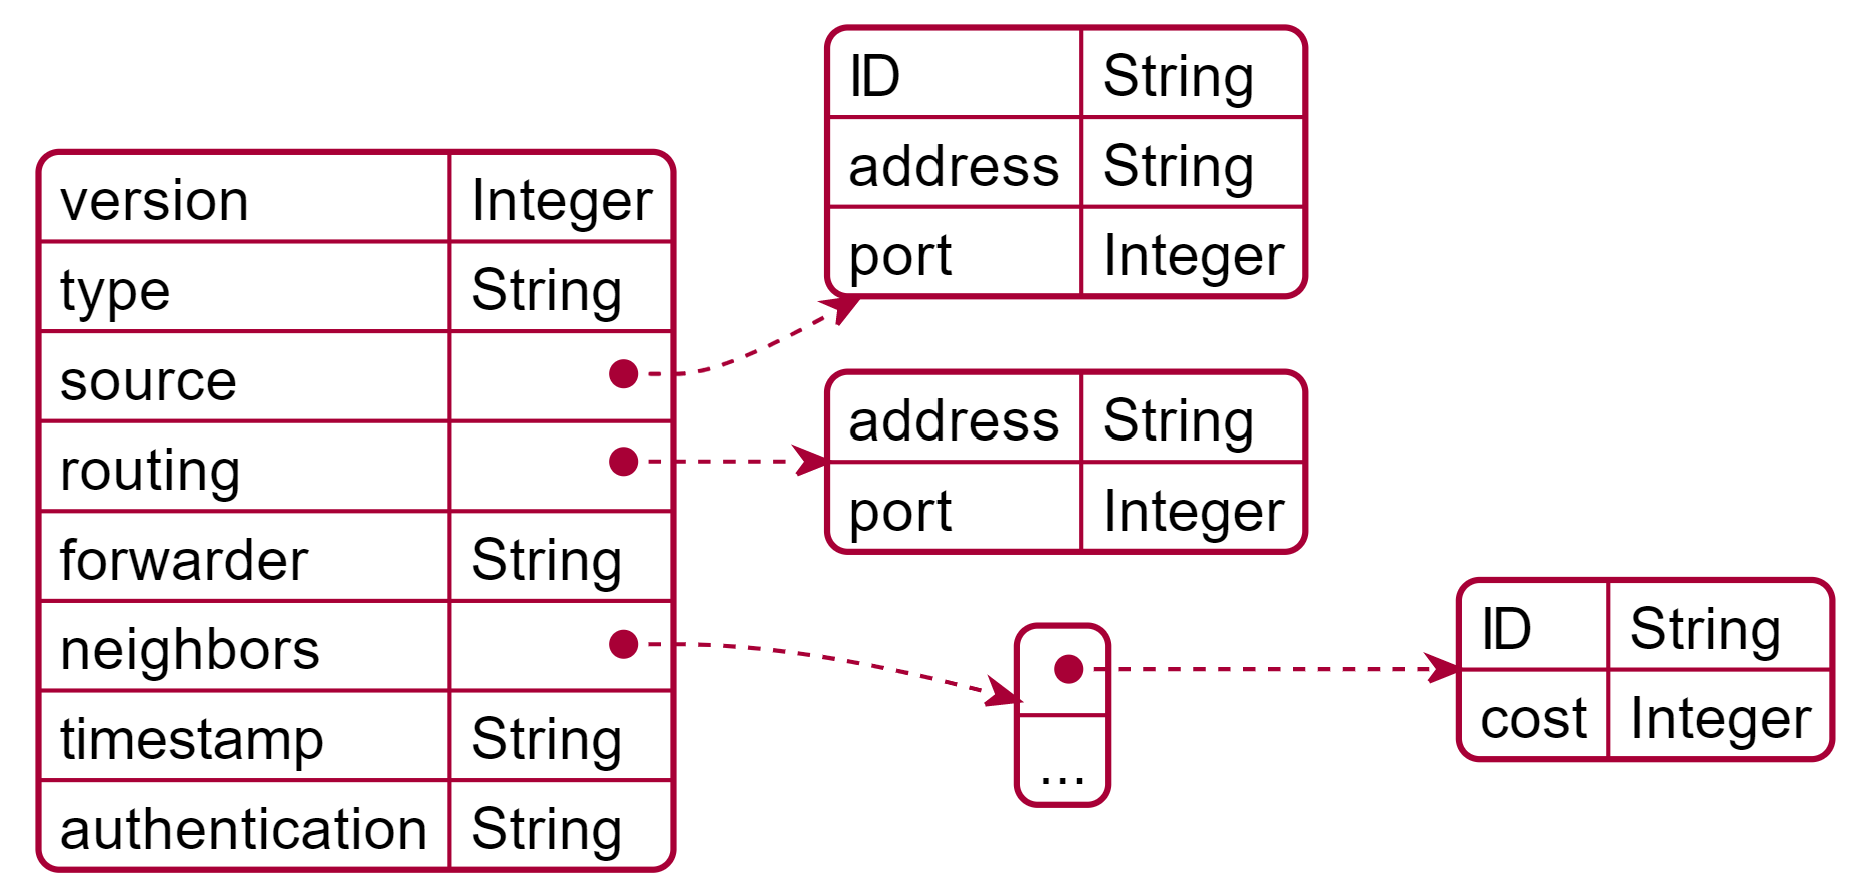 version Integer
type String
source
routing
forwarder String
neighbors
timestamp String
authentication String
ID String
address String
port Integer
address String
port Integer
...
ID String
cost Integer